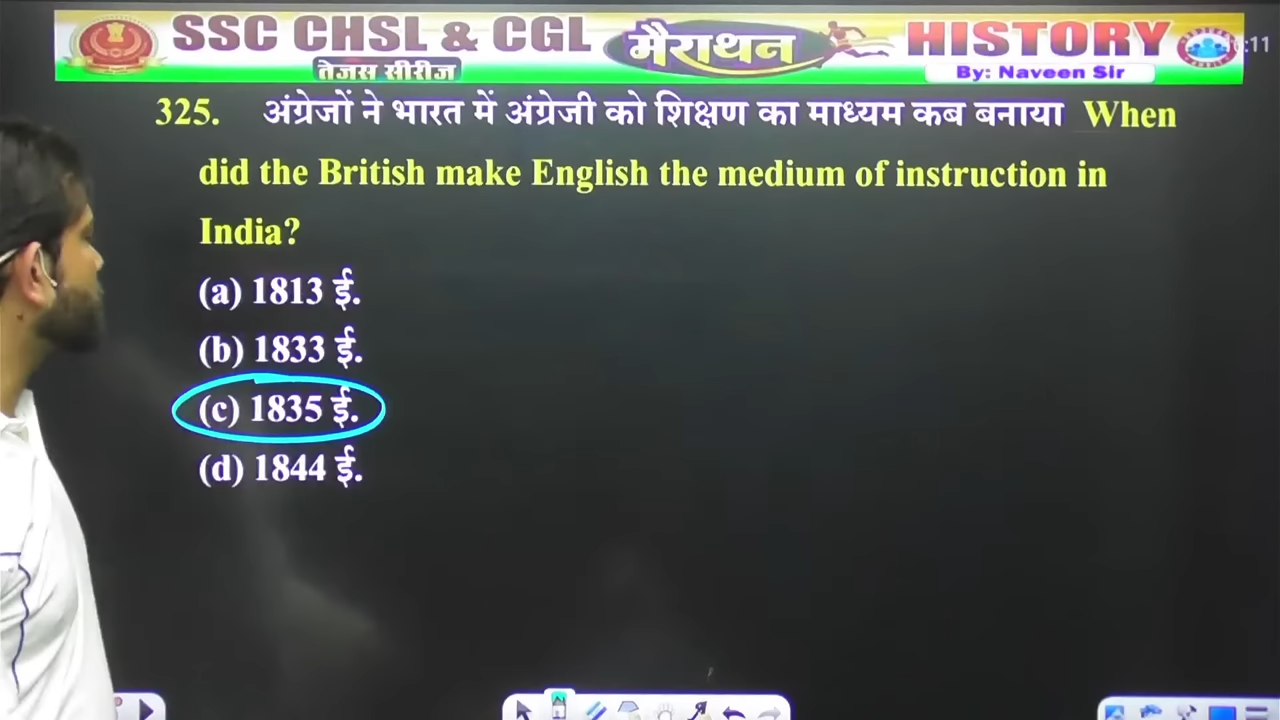 SSC CHSL & CGL
तेजस सीरीज
मैराथन
HISTORY
By: Naveen Sir
325. अंग्रेजों ने भारत में अंग्रेजी को शिक्षण का माध्यम कब बनाया When
did the British make English the medium of instruction in
India?
(a) 1813 ई.
(b) 1833 ई.
(c) 1835 ई.
(d) 1844 ई.